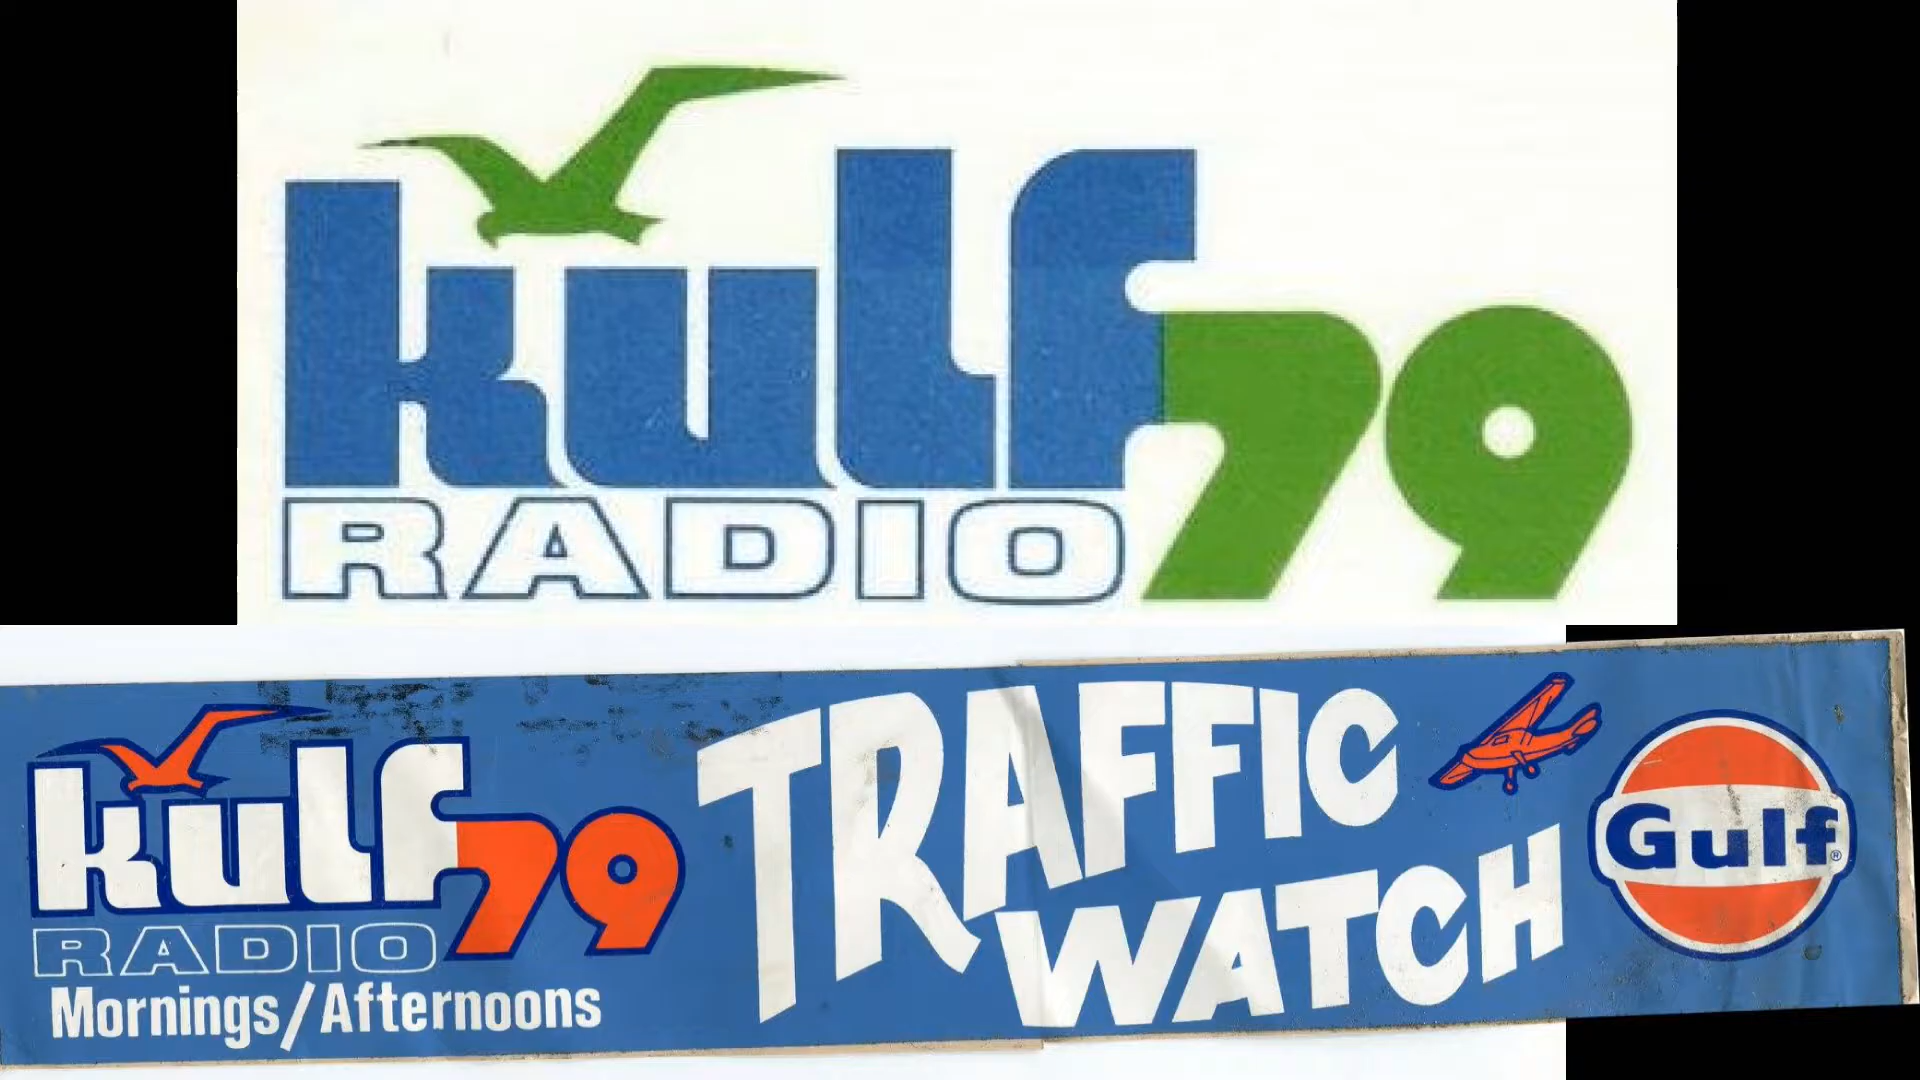 kulf 79
RADIO
kulf 79
RADIO
Mornings/Afternoons
TRAFFIC
WATCH
Gulf®